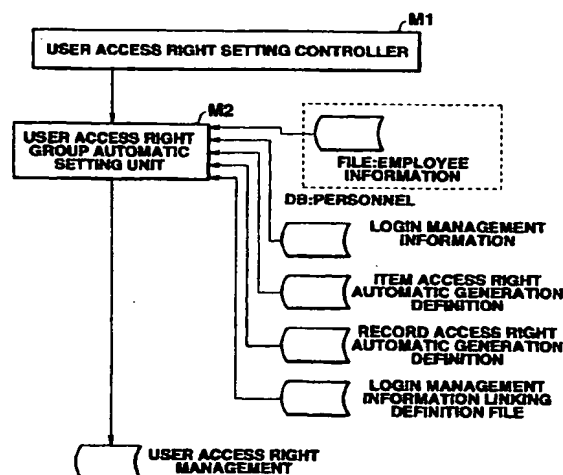 M1
USER ACCESS RIGHT SETTING CONTROLLER
M2
USER ACCESS RIGHT
GROUP AUTOMATIC
SETTING UNIT
FILE:EMPLOYEE
INFORMATION
DB:PERSONNEL
LOGIN MANAGEMENT
INFORMATION
ITEM ACCESS RIGHT
AUTOMATIC GENERATION
DEFINITION
RECORD ACCESS RIGHT
AUTOMATIC GENERATION
DEFINITION
LOGIN MANAGEMENT
INFORMATION LINKING
DEFINITION FILE
USER ACCESS RIGHT
MANAGEMENT